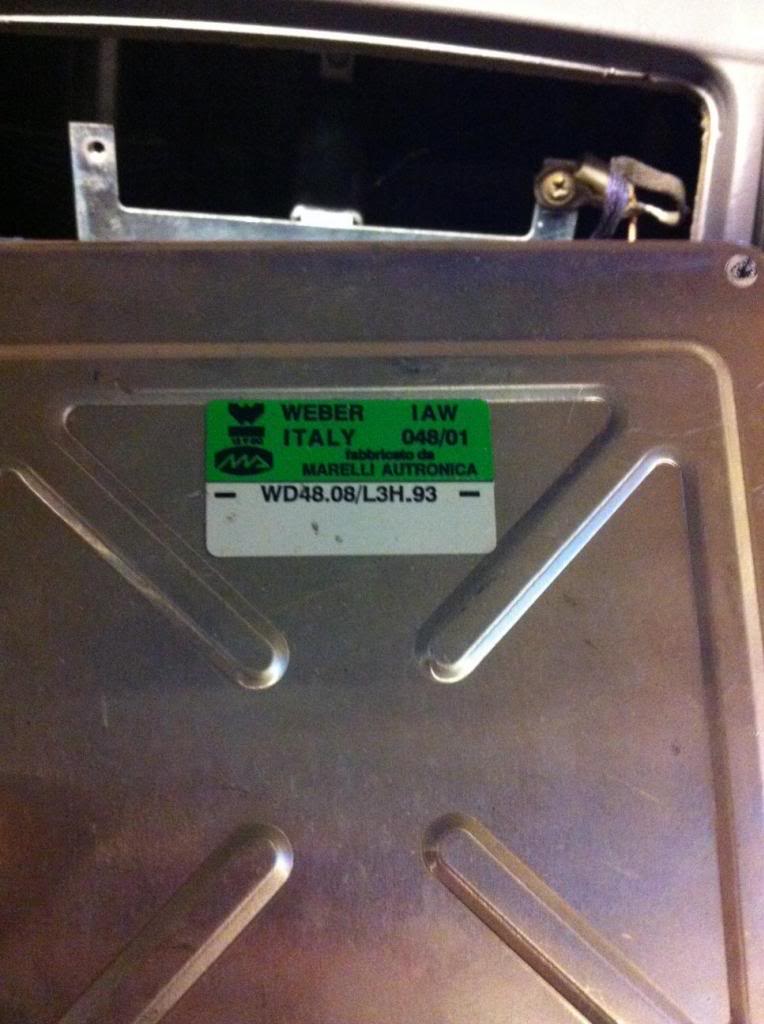 WEBER IAW
ITALY 048/01
fabbricato da
MARELLI AUTRONICA
- WD48.08/L3H.93 -